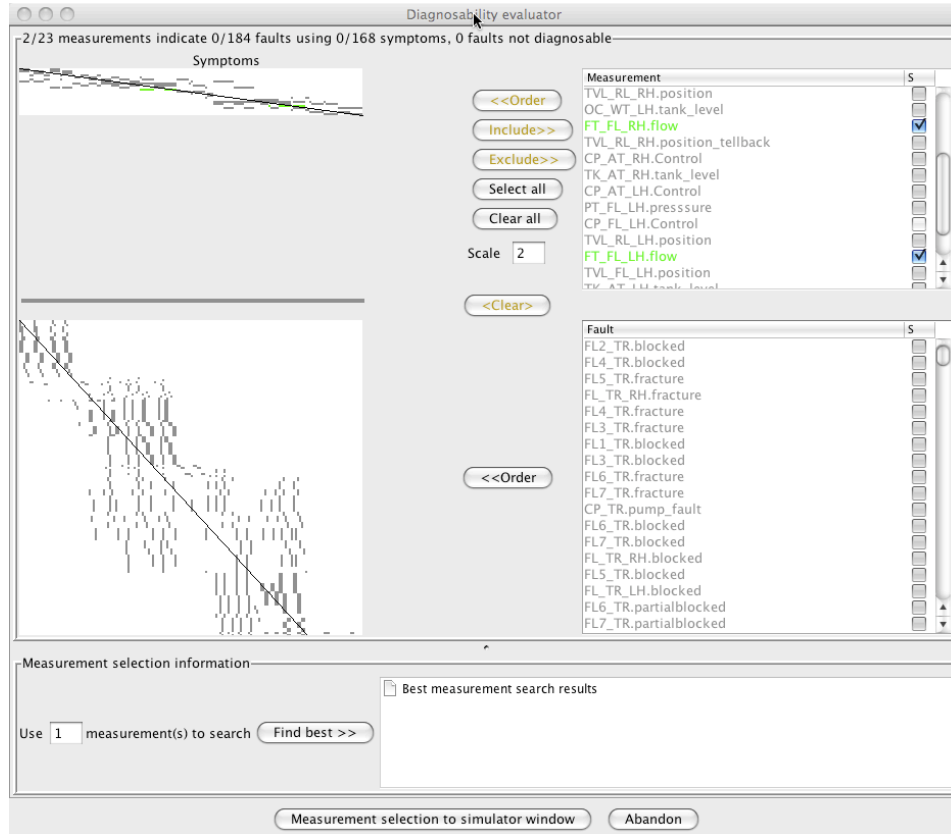 Diagnosability evaluator
2/23 measurements indicate 0/184 faults using 0/168 symptoms, 0 faults not diagnosable
Symptoms
<<Order
Include>>
Exclude>>
Select all
Clear all
Scale 2
<Clear>
Measurement S
TVL_RL_RH.position
OC_WT_LH.tank_level
FT_FL_RH.flow
TVL_RL_RH.position_tellback
CP_AT_RH.Control
TK_AT_RH.tank_level
CP_AT_LH.Control
PT_FL_LH.presssure
CP_FL_LH.Control
TVL_RL_LH.position
FT_FL_LH.flow
TVL_FL_LH.position
TK_AT_LH.tank_level
<<Order
Fault S
FL2_TR.blocked
FL4_TR.blocked
FL5_TR.fracture
FL_TR_RH.fracture
FL4_TR.fracture
FL3_TR.fracture
FL1_TR.blocked
FL3_TR.blocked
FL6_TR.fracture
FL7_TR.fracture
CP_TR.pump_fault
FL6_TR.blocked
FL7_TR.blocked
FL_TR_RH.blocked
FL5_TR.blocked
FL_TR_LH.blocked
FL6_TR.partialblocked
FL7_TR.partialblocked
Measurement selection information
Use 1 measurement(s) to search Find best >>
Best measurement search results
Measurement selection to simulator window
Abandon